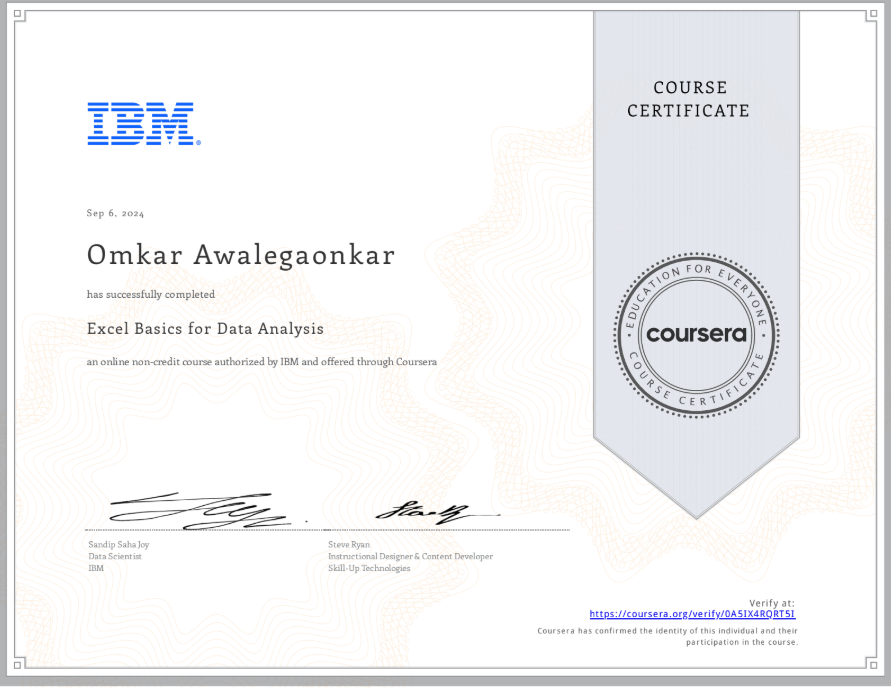 COURSE
CERTIFICATE
IBM®
Sep 6, 2024
Omkar Awalegaonkar
has successfully completed
Excel Basics for Data Analysis
an online non-credit course authorized by IBM and offered through Coursera
EDUCATION FOR EVERYONE
coursera
COURSE CERTIFICATE
Sandip Saha Joy
Data Scientist
IBM
Steve Ryan
Instructional Designer & Content Developer
Skill-Up Technologies
Verify at:
https://coursera.org/verify/0A5IX4RQRT5I
Coursera has confirmed the identity of this individual and their
participation in the course.